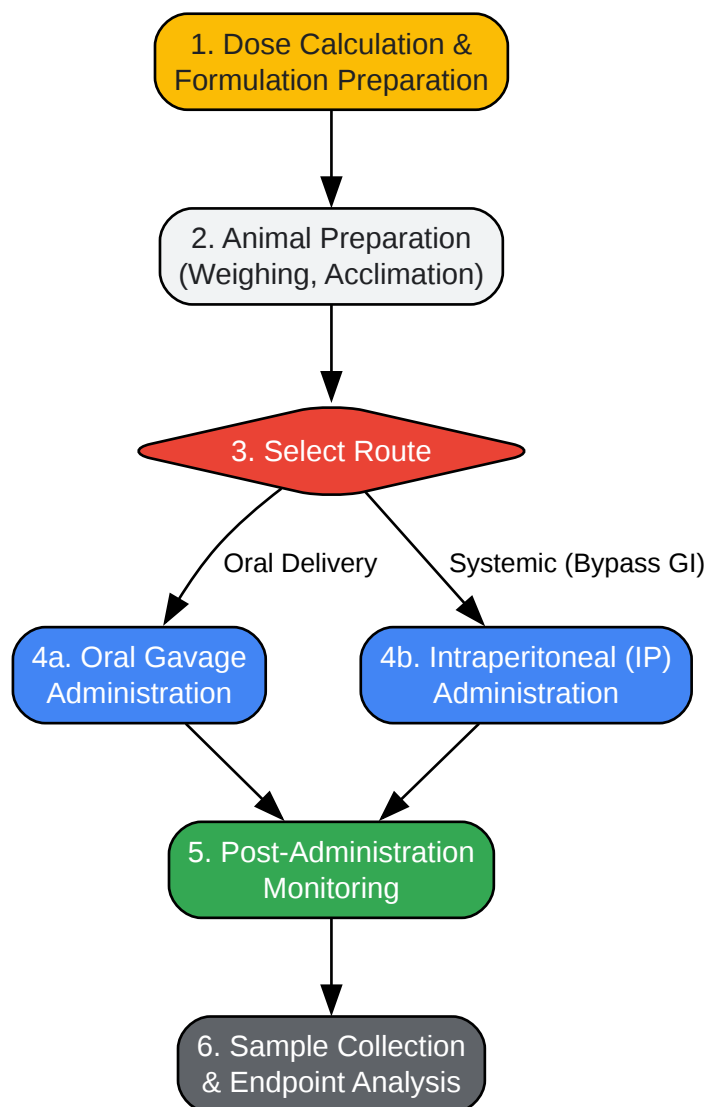 1. Dose Calculation &
Formulation Preparation
2. Animal Preparation
(Weighing, Acclimation)
3. Select Route
Oral Delivery
Systemic (Bypass GI)
4a. Oral Gavage
Administration
4b. Intraperitoneal (IP)
Administration
5. Post-Administration
Monitoring
6. Sample Collection
& Endpoint Analysis